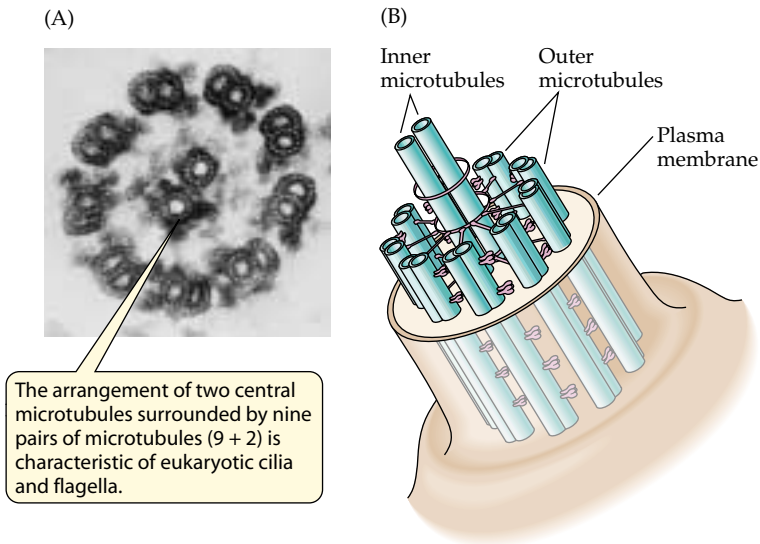 (A)
The arrangement of two central
microtubules surrounded by nine
pairs of microtubules (9 + 2) is
characteristic of eukaryotic cilia
and flagella.
(B)
Inner
microtubules
Outer
microtubules
Plasma
membrane